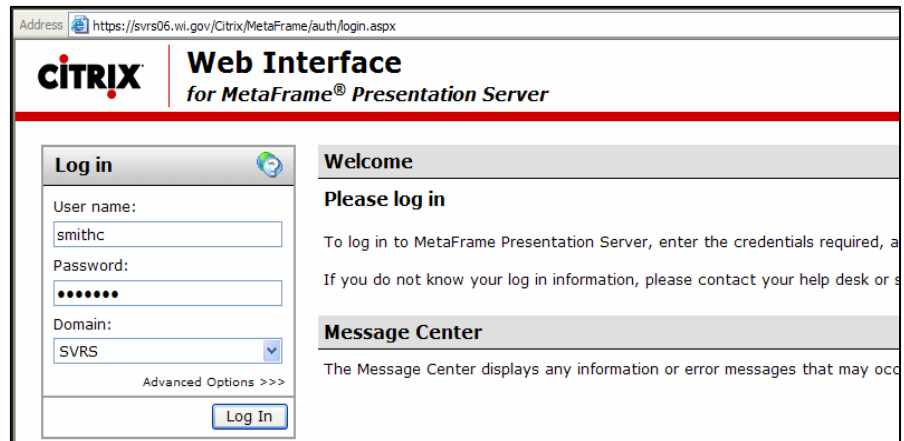 Address https://svrs06.wi.gov/Citrix/MetaFrame/auth/login.aspx
CITRIX
Web Interface
for MetaFrame® Presentation Server
Log in
User name:
smithc
Password:
•••••••
Domain:
SVRS
Advanced Options >>>
Log In
Welcome
Please log in
To log in to MetaFrame Presentation Server, enter the credentials required, a
If you do not know your log in information, please contact your help desk or s
Message Center
The Message Center displays any information or error messages that may occ